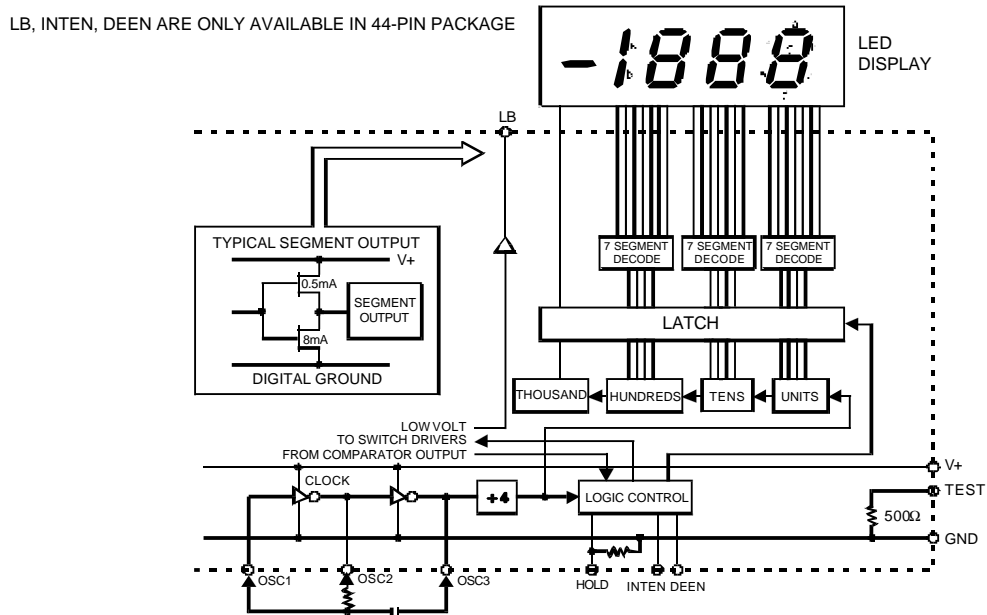 LB, INTEN, DEEN ARE ONLY AVAILABLE IN 44-PIN PACKAGE
-1888
LED
DISPLAY
LB
TYPICAL SEGMENT OUTPUT
V+
0.5mA
SEGMENT
OUTPUT
8mA
DIGITAL GROUND
7 SEGMENT
DECODE
7 SEGMENT
DECODE
7 SEGMENT
DECODE
LATCH
THOUSAND
HUNDREDS
TENS
UNITS
LOW VOLT
TO SWITCH DRIVERS
FROM COMPARATOR OUTPUT
V+
CLOCK
TEST
÷4
LOGIC CONTROL
500Ω
GND
OSC1
OSC2
OSC3
HOLD
INTEN
DEEN